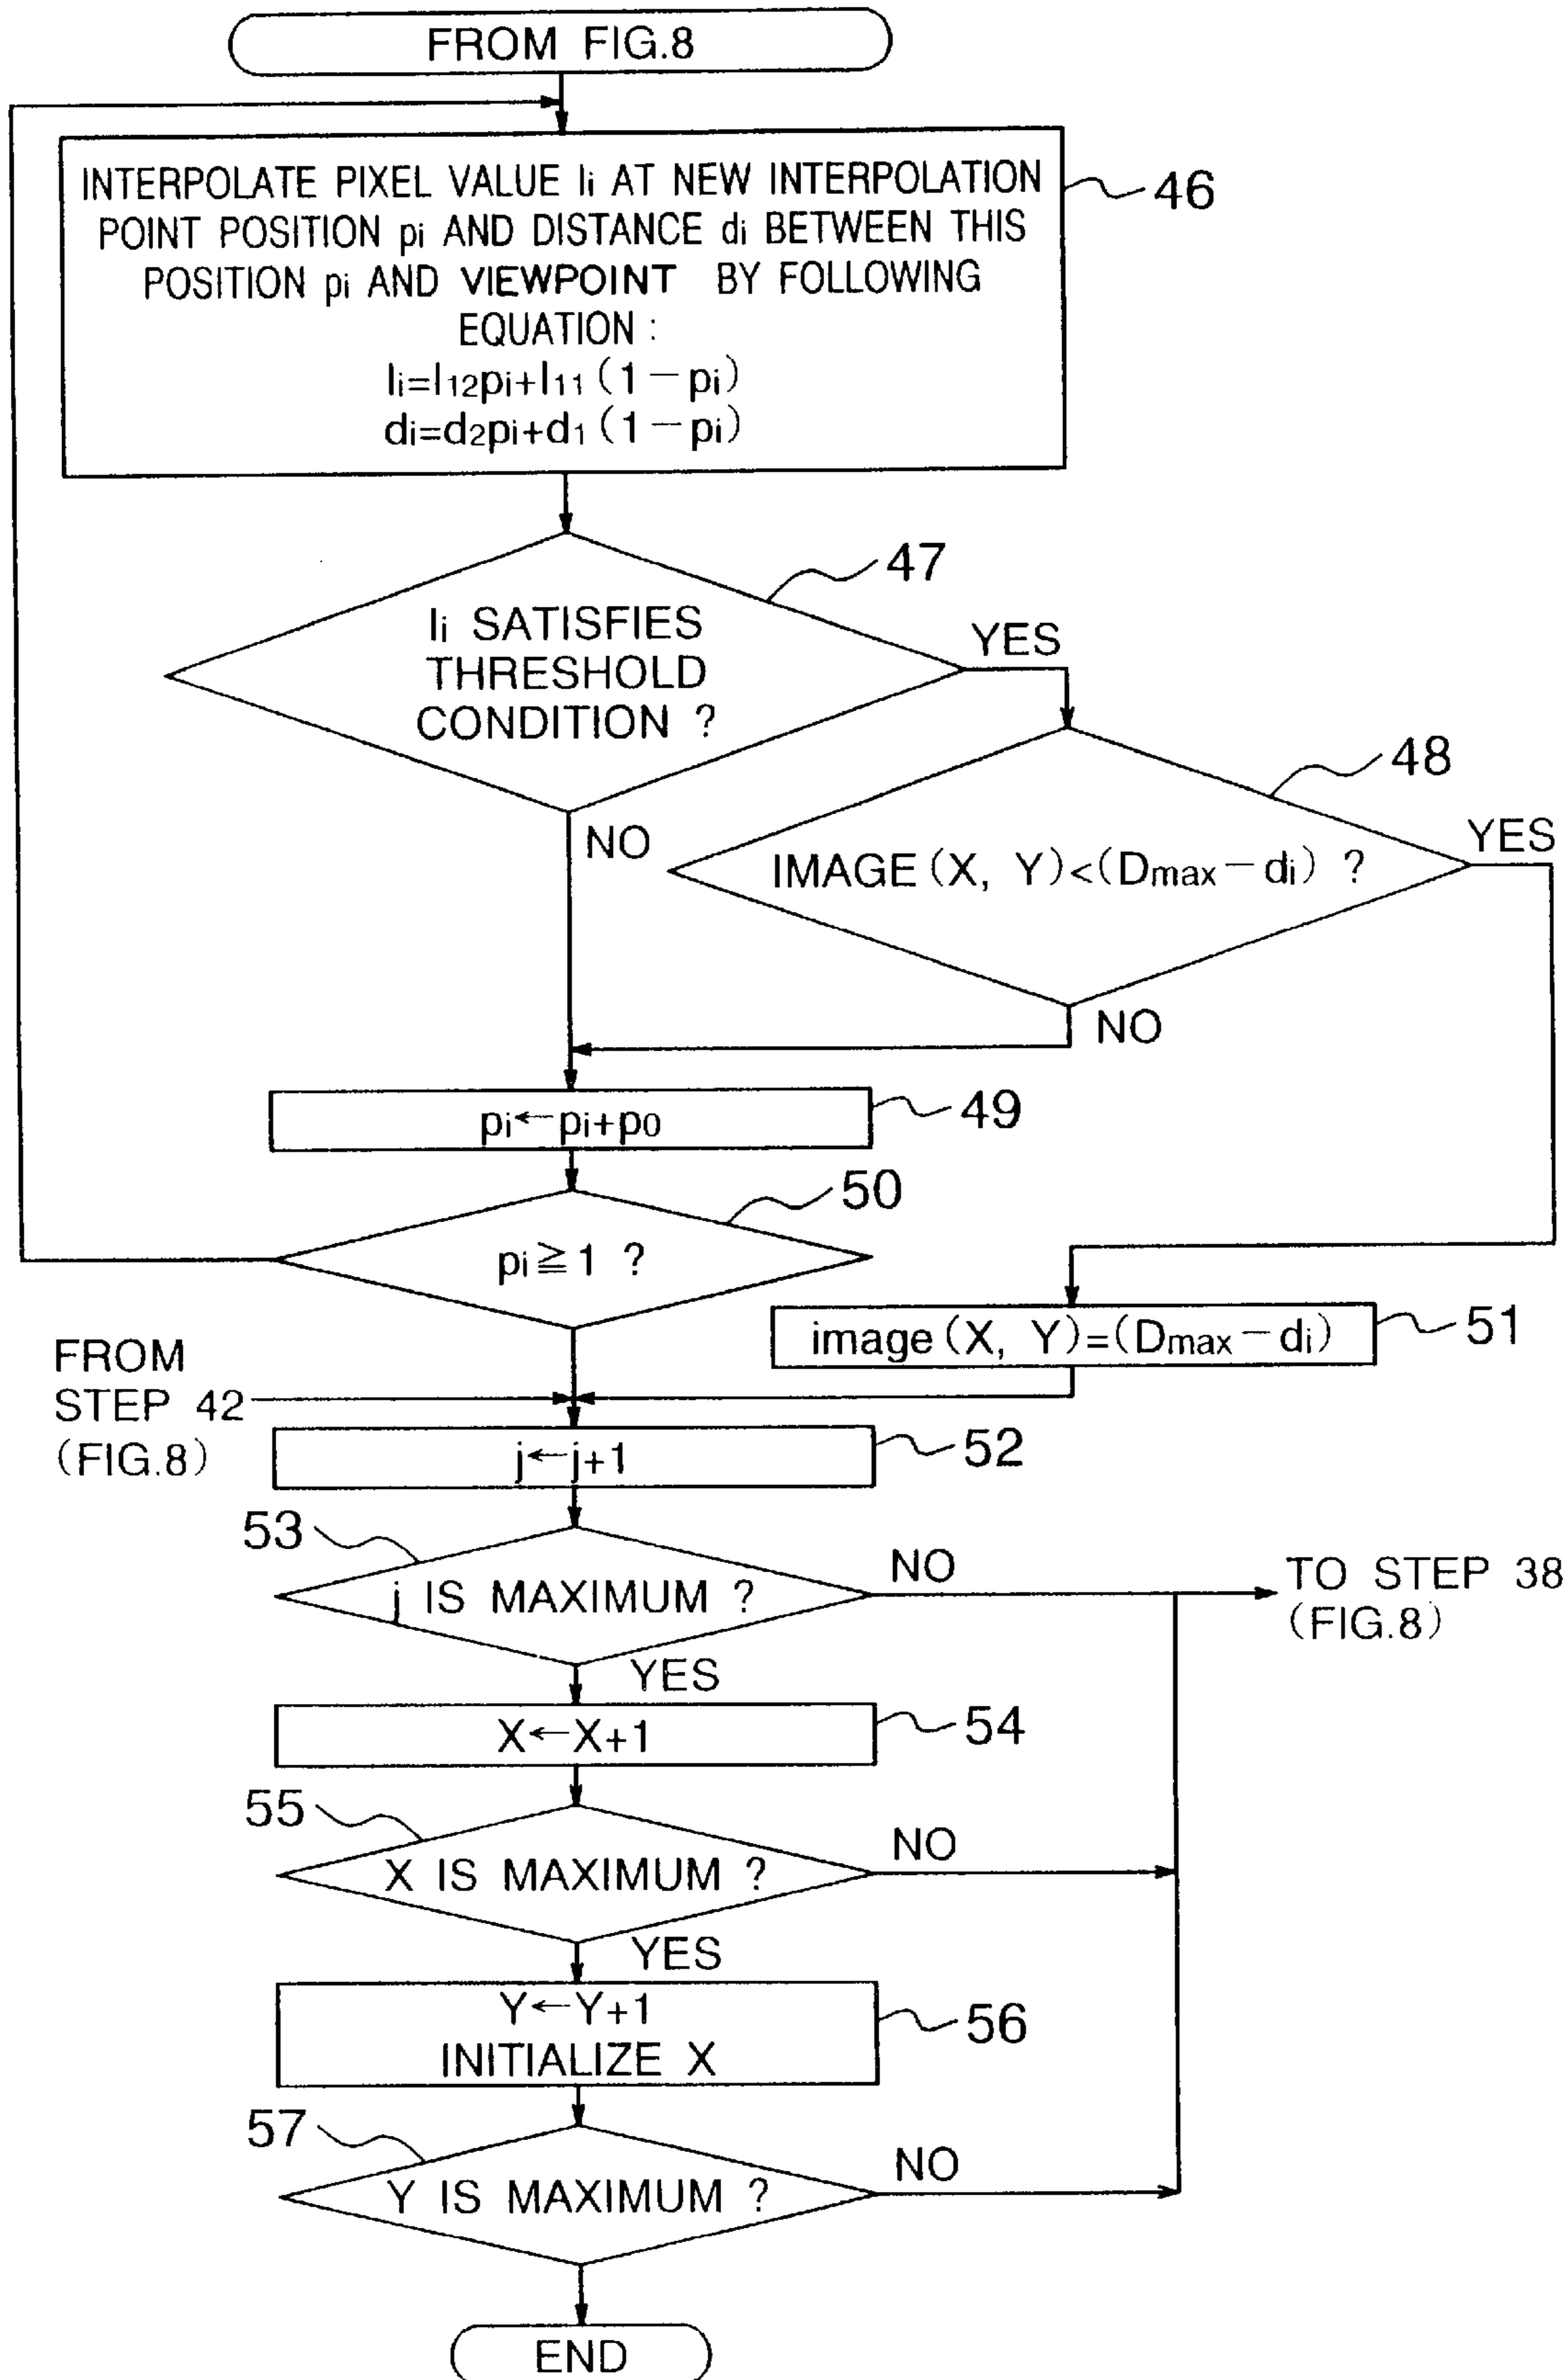 FROM FIG.8
INTERPOLATE PIXEL VALUE Ii AT NEW INTERPOLATION
POINT POSITION pi AND DISTANCE di BETWEEN THIS
POSITION pi AND VIEWPOINT BY FOLLOWING
EQUATION :
Ii=I12pi+I11 (1-pi)
di=d2pi+d1 (1-pi)
46
47
Ii SATISFIES
THRESHOLD
CONDITION ?
YES
NO
48
IMAGE (X, Y)<(Dmax-di) ?
YES
NO
pi←pi+p0
49
50
pi≧1 ?
image (X, Y)=(Dmax-di)
51
FROM
STEP 42
(FIG.8)
j←j+1
52
53
j IS MAXIMUM ?
NO
TO STEP 38
(FIG.8)
YES
X←X+1
54
55
X IS MAXIMUM ?
NO
YES
Y←Y+1
INITIALIZE X
56
57
Y IS MAXIMUM ?
NO
END